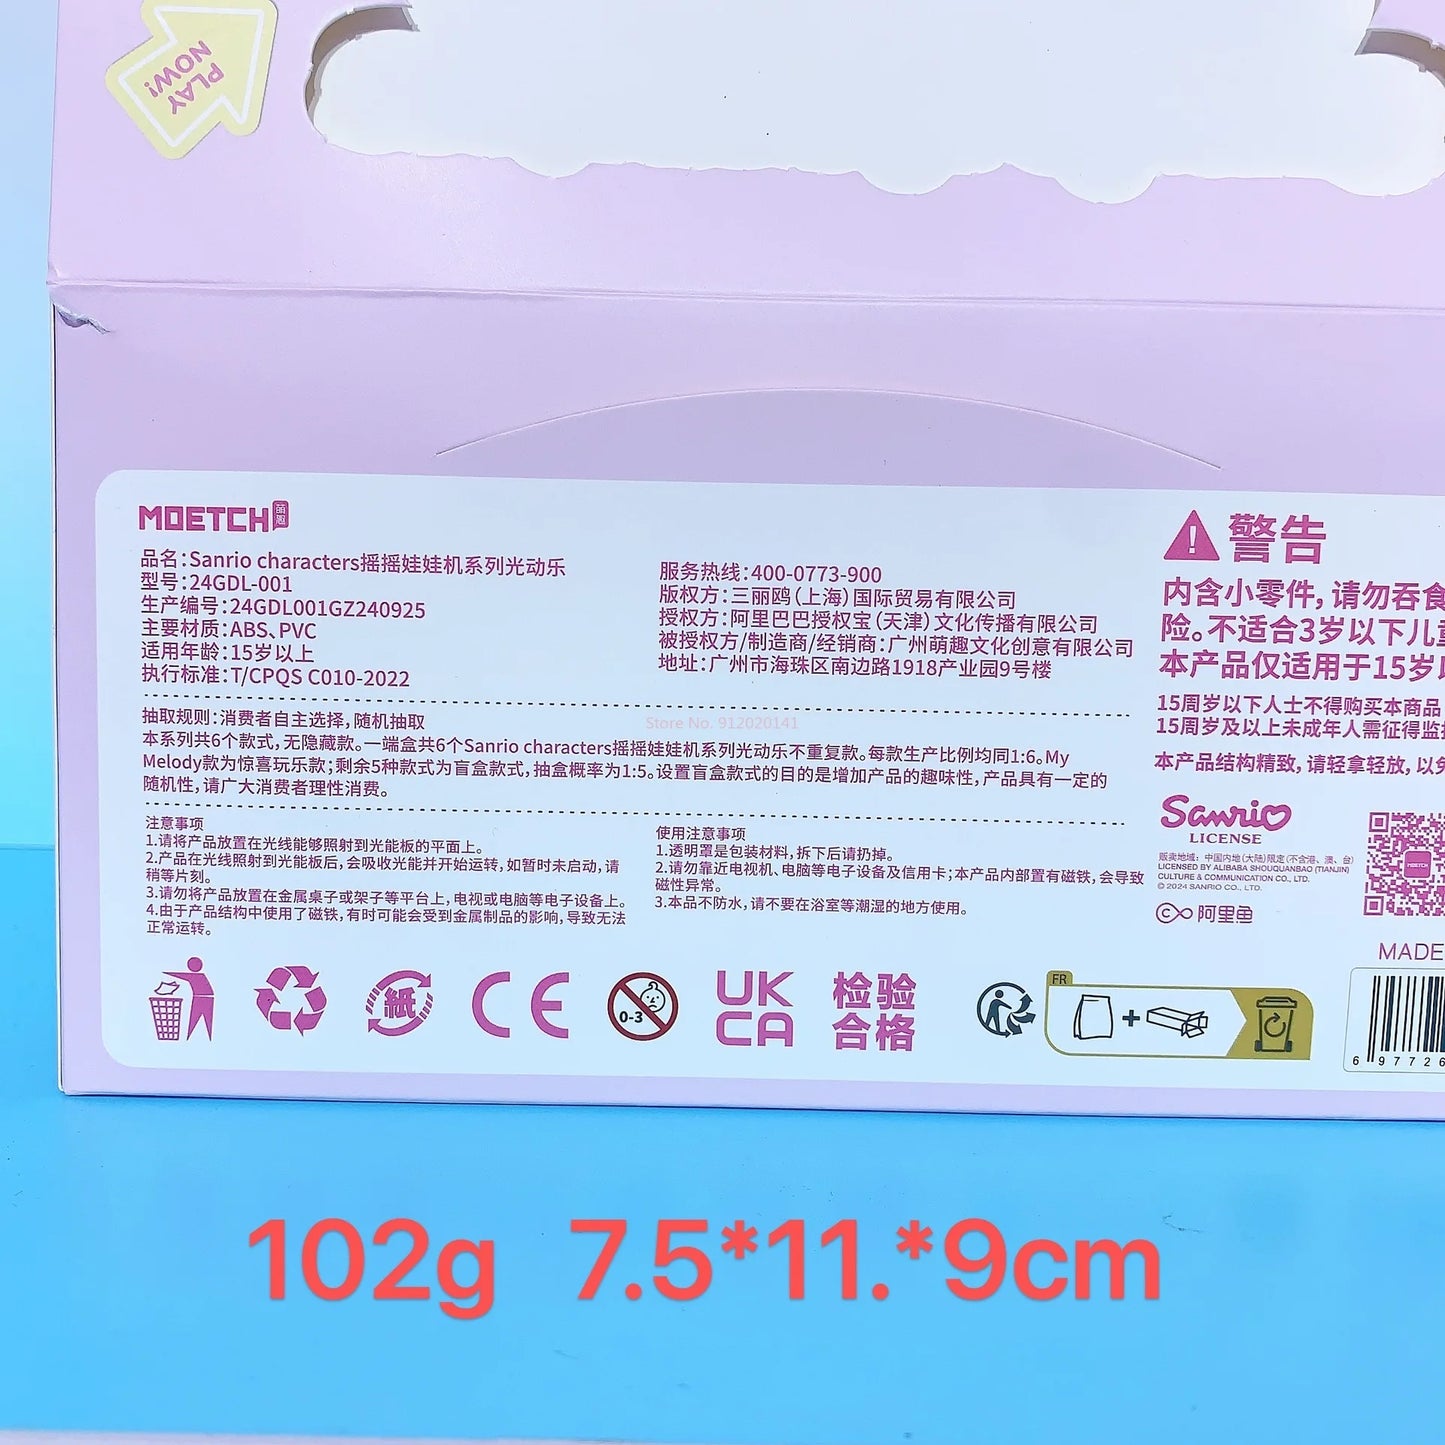 PLAY
NOW!
MOETCH 萌趣
品名:Sanrio characters摇摇娃娃机系列光动乐
型号:24GDL-001
生产编号:24GDL001GZ240925
主要材质:ABS、PVC
适用年龄:15岁以上
执行标准:T/CPQS C010-2022
服务热线:400-0773-900
版权方:三丽鸥(上海)国际贸易有限公司
授权方:阿里巴巴授权宝(天津)文化传播有限公司
被授权方/制造商/经销商:广州萌趣文化创意有限公司
地址:广州市海珠区南边路1918产业园9号楼
抽取规则:消费者自主选择,随机抽取
本系列共6个款式,无隐藏款。一端盒共6个Sanrio characters摇摇娃娃机系列光动乐不重复款。每款生产比例均同1:6。My
Melody款为惊喜玩乐款;剩余5种款式为盲盒款式,抽盒概率为1:5。设置盲盒款式的目的是增加产品的趣味性,产品具有一定的
随机性,请广大消费者理性消费。
Store No. 912020141
注意事项
1.请将产品放置在光线能够照射到光能板的平面上。
2.产品在光线照射到光能板后,会吸收光能并开始运转,如暂时未启动,请
稍等片刻。
3.请勿将产品放置在金属桌子或架子等平台上,电视或电脑等电子设备上。
4.由于产品结构中使用了磁铁,有时可能会受到金属制品的影响,导致无法
正常运转。
使用注意事项
1.透明罩是包装材料,拆下后请扔掉。
2.请勿靠近电视机、电脑等电子设备及信用卡;本产品内部置有磁铁,会导致
磁性异常。
3.本品不防水,请不要在浴室等潮湿的地方使用。
警告
内含小零件,请勿吞食
险。不适合3岁以下儿童
本产品仅适用于15岁以
15周岁以下人士不得购买本商品
15周岁及以上未成年人需征得监护
本产品结构精致,请轻拿轻放,以免
Sanrio
LICENSE
贩卖地域:中国内地(大陆)限定(不含港、澳、台)
LICENSED BY ALIBABA SHOUQUANBAO (TIANJIN)
CULTURE & COMMUNICATION CO., LTD.
© 2024 SANRIO CO., LTD.
阿里鱼
MOETCH
MADE
紙
CE
0-3
UK
CA
检验
合格
FR
6 97726
102g 7.5*11.*9cm